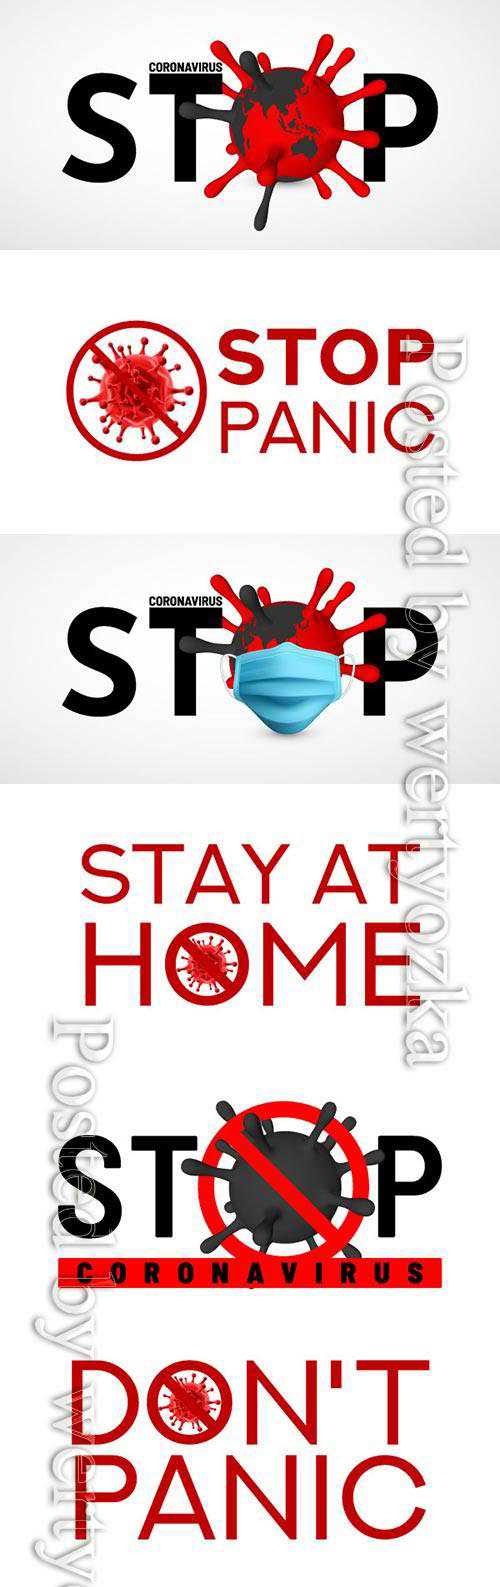 CORONAVIRUS
STOP
STOP
PANIC
Posted by wertyozka
CORONAVIRUS
STOP
STAY AT
HOME
STOP
CORONAVIRUS
DON'T
PANIC
Posted by werty